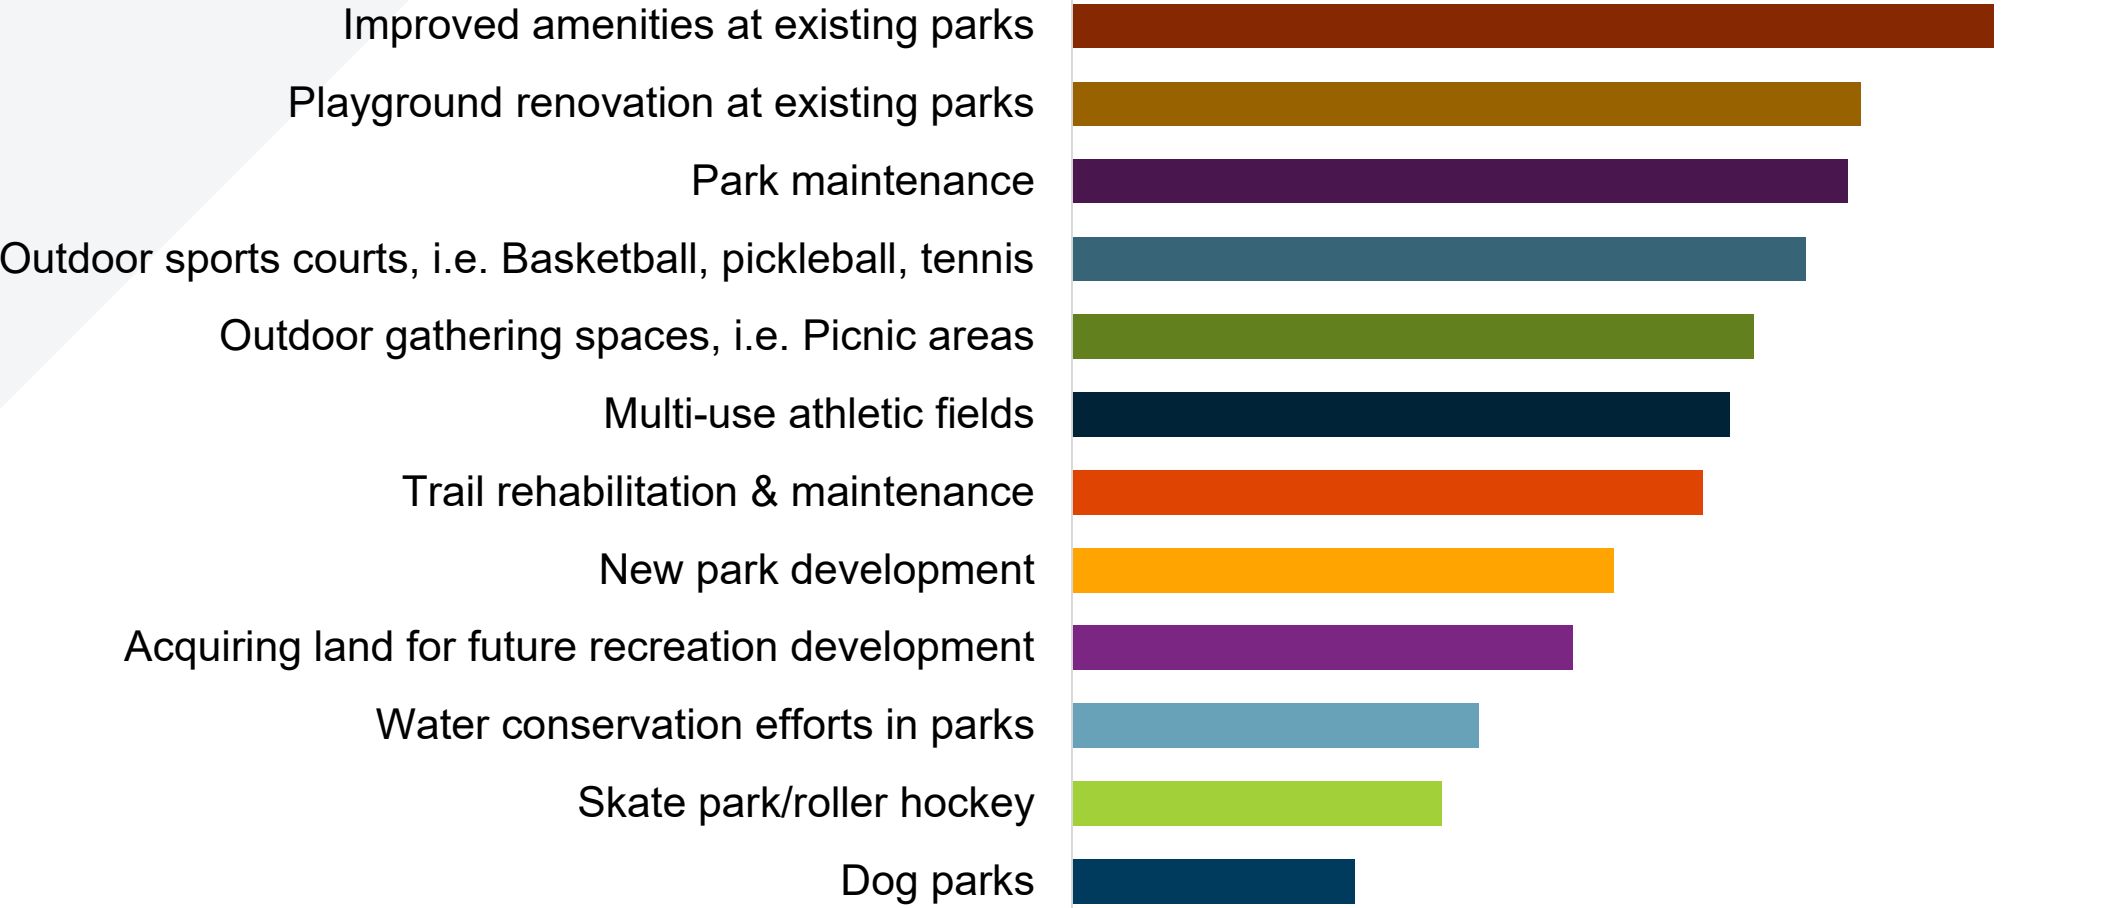 Improved amenities at existing parks
Playground renovation at existing parks
Park maintenance
Outdoor sports courts, i.e. Basketball, pickleball, tennis
Outdoor gathering spaces, i.e. Picnic areas
Multi-use athletic fields
Trail rehabilitation & maintenance
New park development
Acquiring land for future recreation development
Water conservation efforts in parks
Skate park/roller hockey
Dog parks